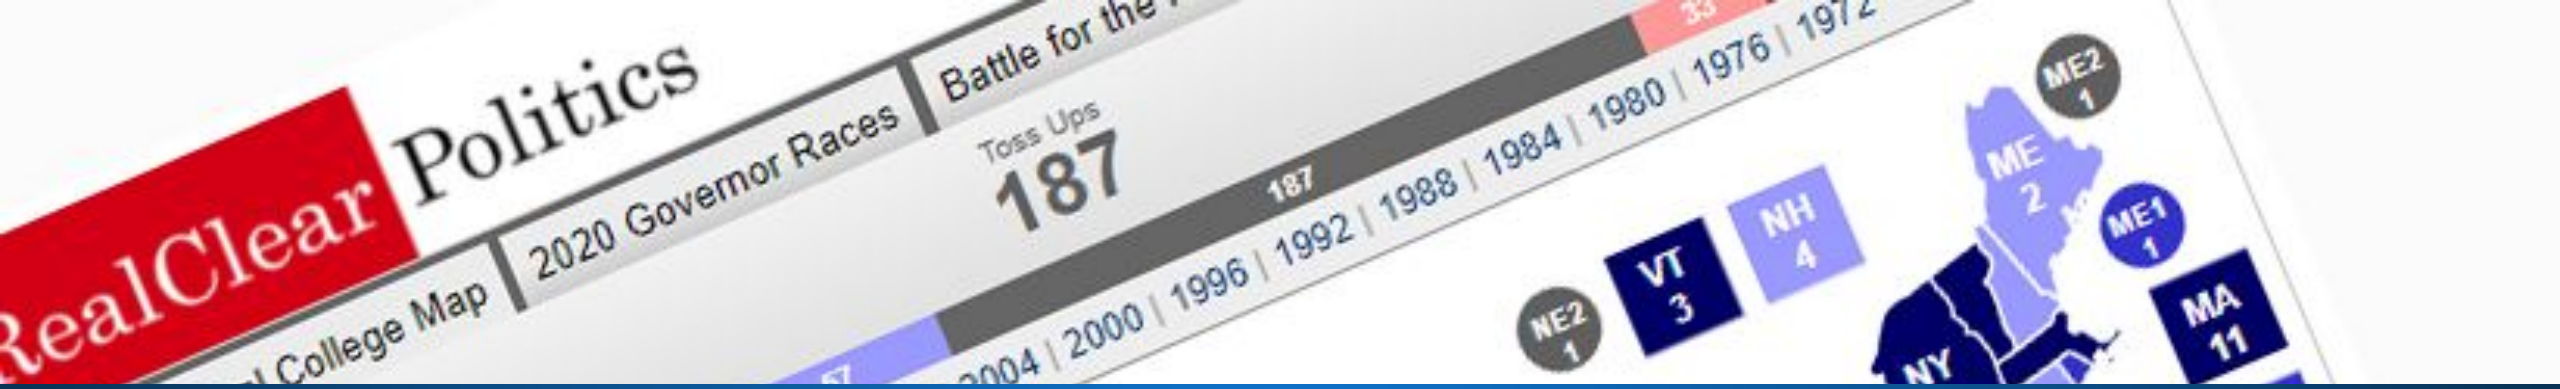 RealClear Politics
l College Map
2020 Governor Races
Battle for the
Toss Ups
187
57
187
33
2004 | 2000 | 1996 | 1992 | 1988 | 1984 | 1980 | 1976 | 1972
ME2
1
ME
2
ME1
1
NH
4
VT
3
NE2
1
MA
11
NY